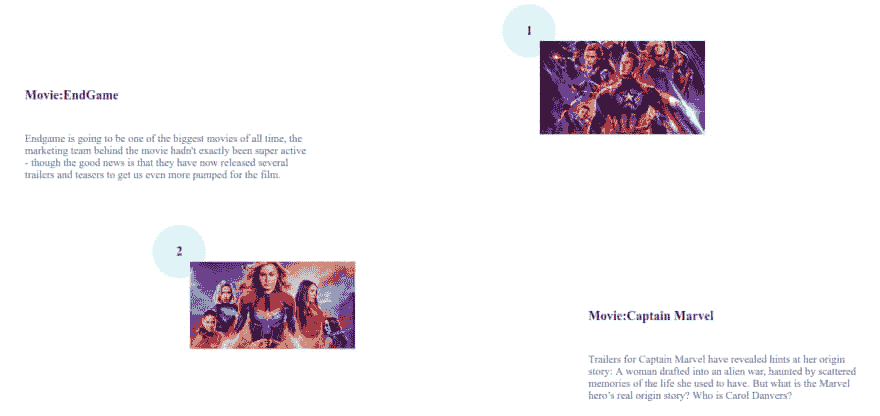 1
Movie:EndGame
Endgame is going to be one of the biggest movies of all time, the
marketing team behind the movie hadn't exactly been super active
- though the good news is that they have now released several
trailers and teasers to get us even more pumped for the film.
2
Movie:Captain Marvel
Trailers for Captain Marvel have revealed hints at her origin
story: A woman drafted into an alien war, haunted by scattered
memories of the life she used to have. But what is the Marvel
hero's real origin story? Who is Carol Danvers?